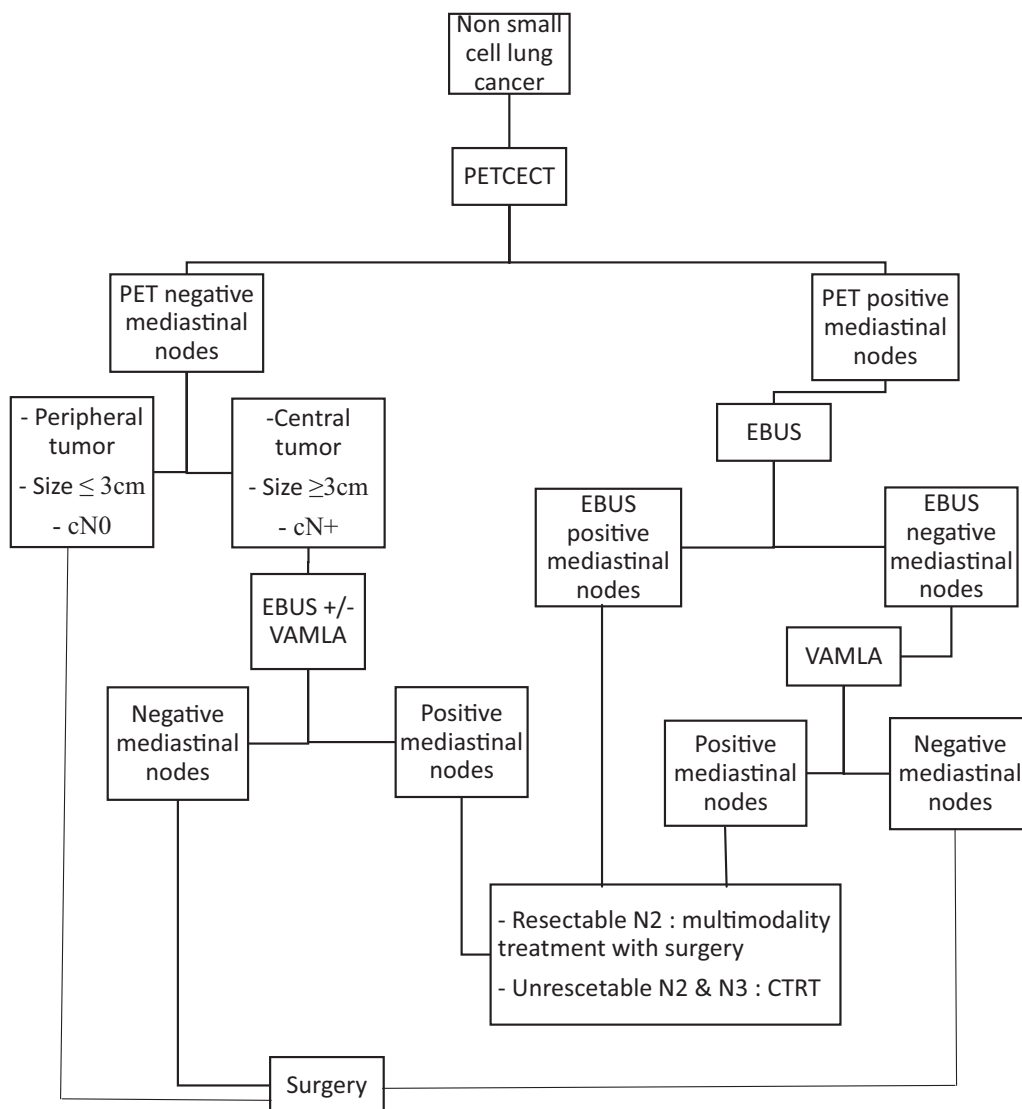 Non small
cell lung
cancer
PETCECT
PET negative
mediastinal
nodes
PET positive
mediastinal
nodes
- Peripheral
tumor
- Size ≤ 3cm
- cN0
-Central
tumor
- Size ≥3cm
- cN+
EBUS
EBUS
positive
mediastinal
nodes
EBUS
negative
mediastinal
nodes
EBUS +/-
VAMLA
VAMLA
Negative
mediastinal
nodes
Positive
mediastinal
nodes
Positive
mediastinal
nodes
Negative
mediastinal
nodes
- Resectable N2 : multimodality
treatment with surgery
- Unrescetable N2 & N3 : CTRT
Surgery